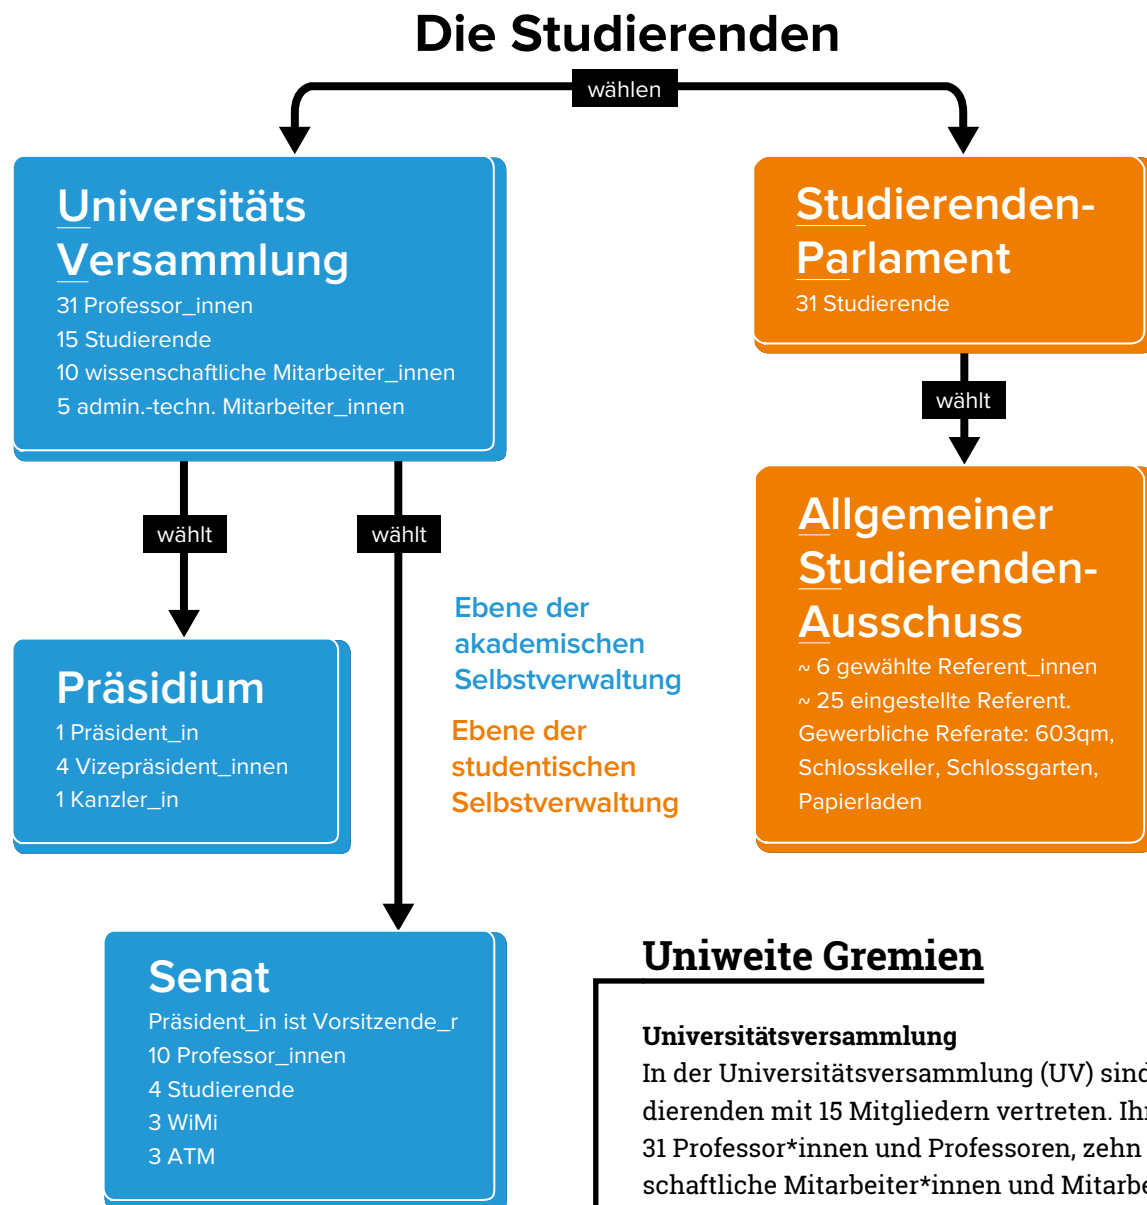 Die Studierenden
wählen
Universitäts
Versammlung
31 Professor_innen
15 Studierende
10 wissenschaftliche Mitarbeiter_innen
5 admin.-techn. Mitarbeiter_innen
Studierenden-
Parlament
31 Studierende
wählt
wählt
wählt
Allgemeiner
Studierenden-
Ausschuss
~ 6 gewählte Referent_innen
~ 25 eingestellte Referent.
Gewerbliche Referate: 603qm,
Schlosskeller, Schlossgarten,
Papierladen
Ebene der
akademischen
Selbstverwaltung
Ebene der
studentischen
Selbstverwaltung
Präsidium
1 Präsident_in
4 Vizepräsident_innen
1 Kanzler_in
Senat
Präsident_in ist Vorsitzende_r
10 Professor_innen
4 Studierende
3 WiMi
3 ATM
Uniweite Gremien
Universitätsversammlung
In der Universitätsversammlung (UV) sind
dierenden mit 15 Mitgliedern vertreten. Ihr
31 Professor*innen und Professoren, zehn
schaftliche Mitarbeiter*innen und Mitarbe